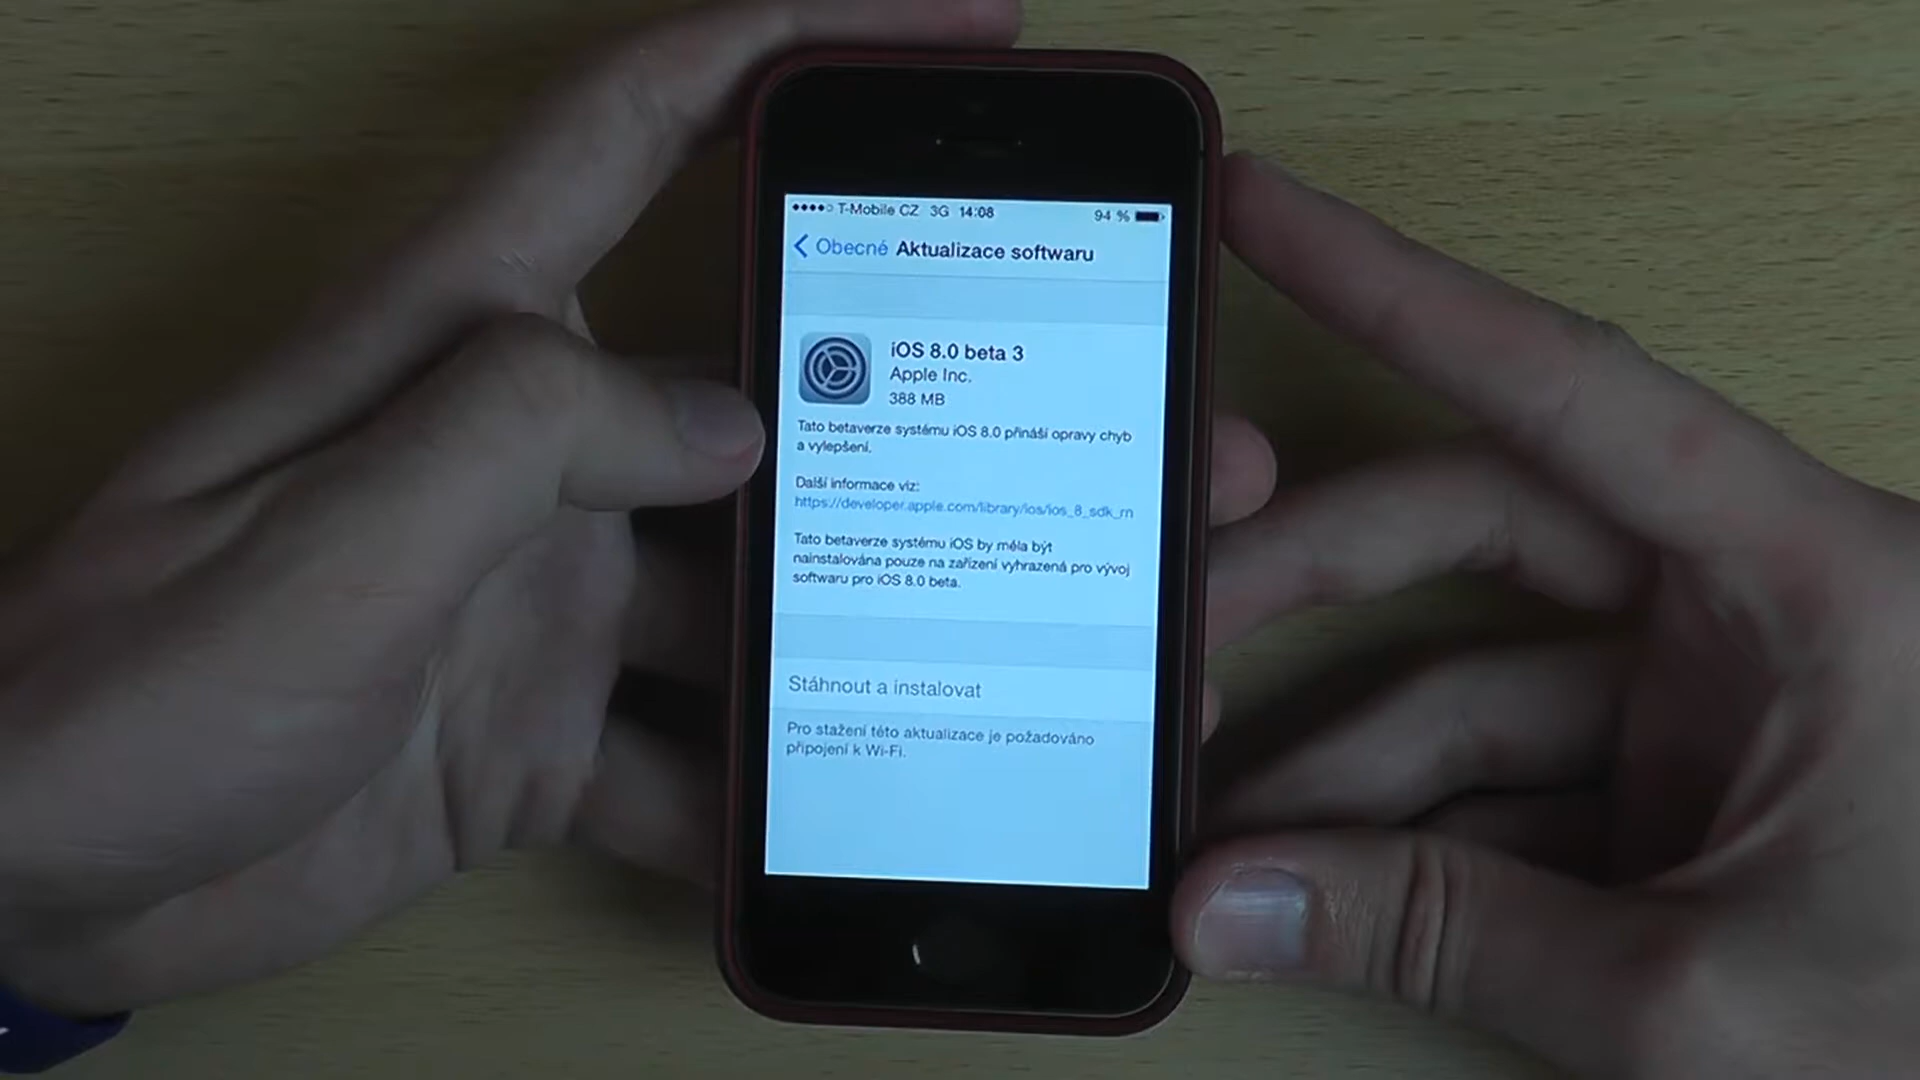 T-Mobile CZ 3G 14:08 94 %
Obecné Aktualizace softwaru
iOS 8.0 beta 3
Apple Inc.
388 MB
Tato betaverze systému iOS 8.0 přináší opravy chyb
a vylepšení.
Další informace viz:
https://developer.apple.com/library/ios/ios_8_sdk_rn
Tato betaverze systému iOS by měla být
nainstalována pouze na zařízení vyhrazená pro vývoj
softwaru pro iOS 8.0 beta.
Stáhnout a instalovat
Pro stažení této aktualizace je požadováno
připojení k Wi-Fi.